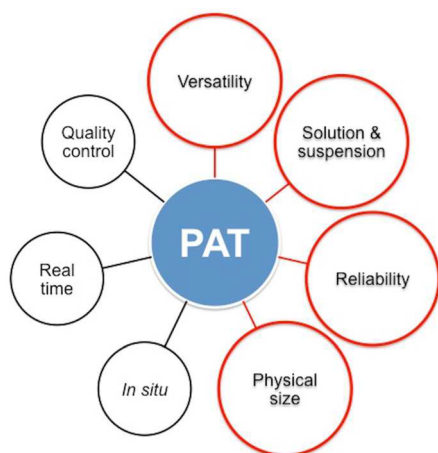 Versatility
Solution &
suspension
Reliability
Physical
size
In situ
Real
time
Quality
control
PAT